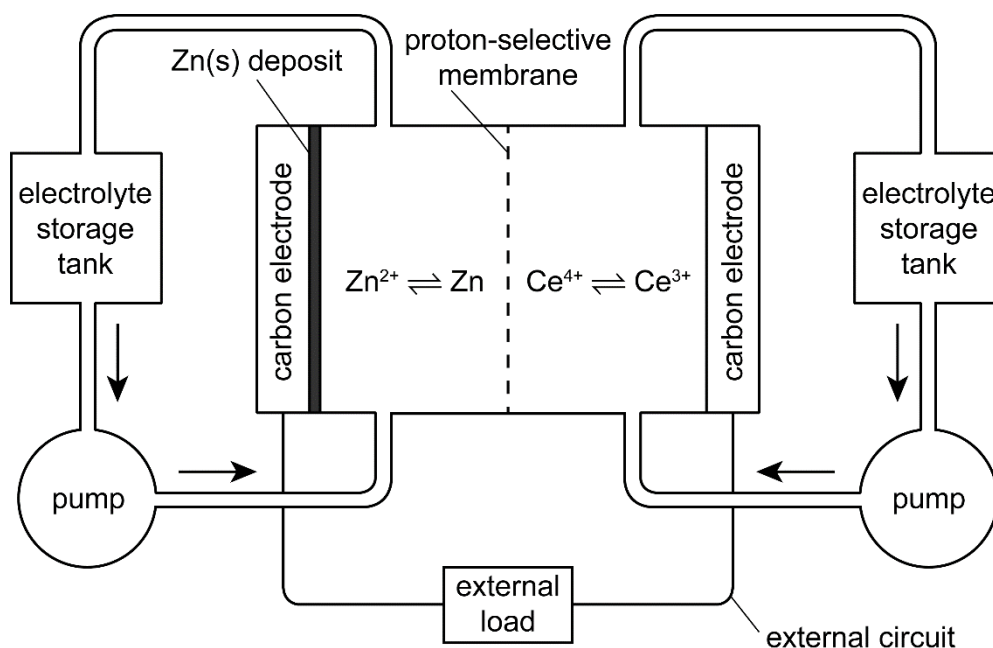 Zn(s) deposit
proton-selective
membrane
electrolyte
storage
tank
carbon electrode
Zn²⁺ ⇌ Zn
Ce⁴⁺ ⇌ Ce³⁺
carbon electrode
electrolyte
storage
tank
pump
pump
external
load
external circuit